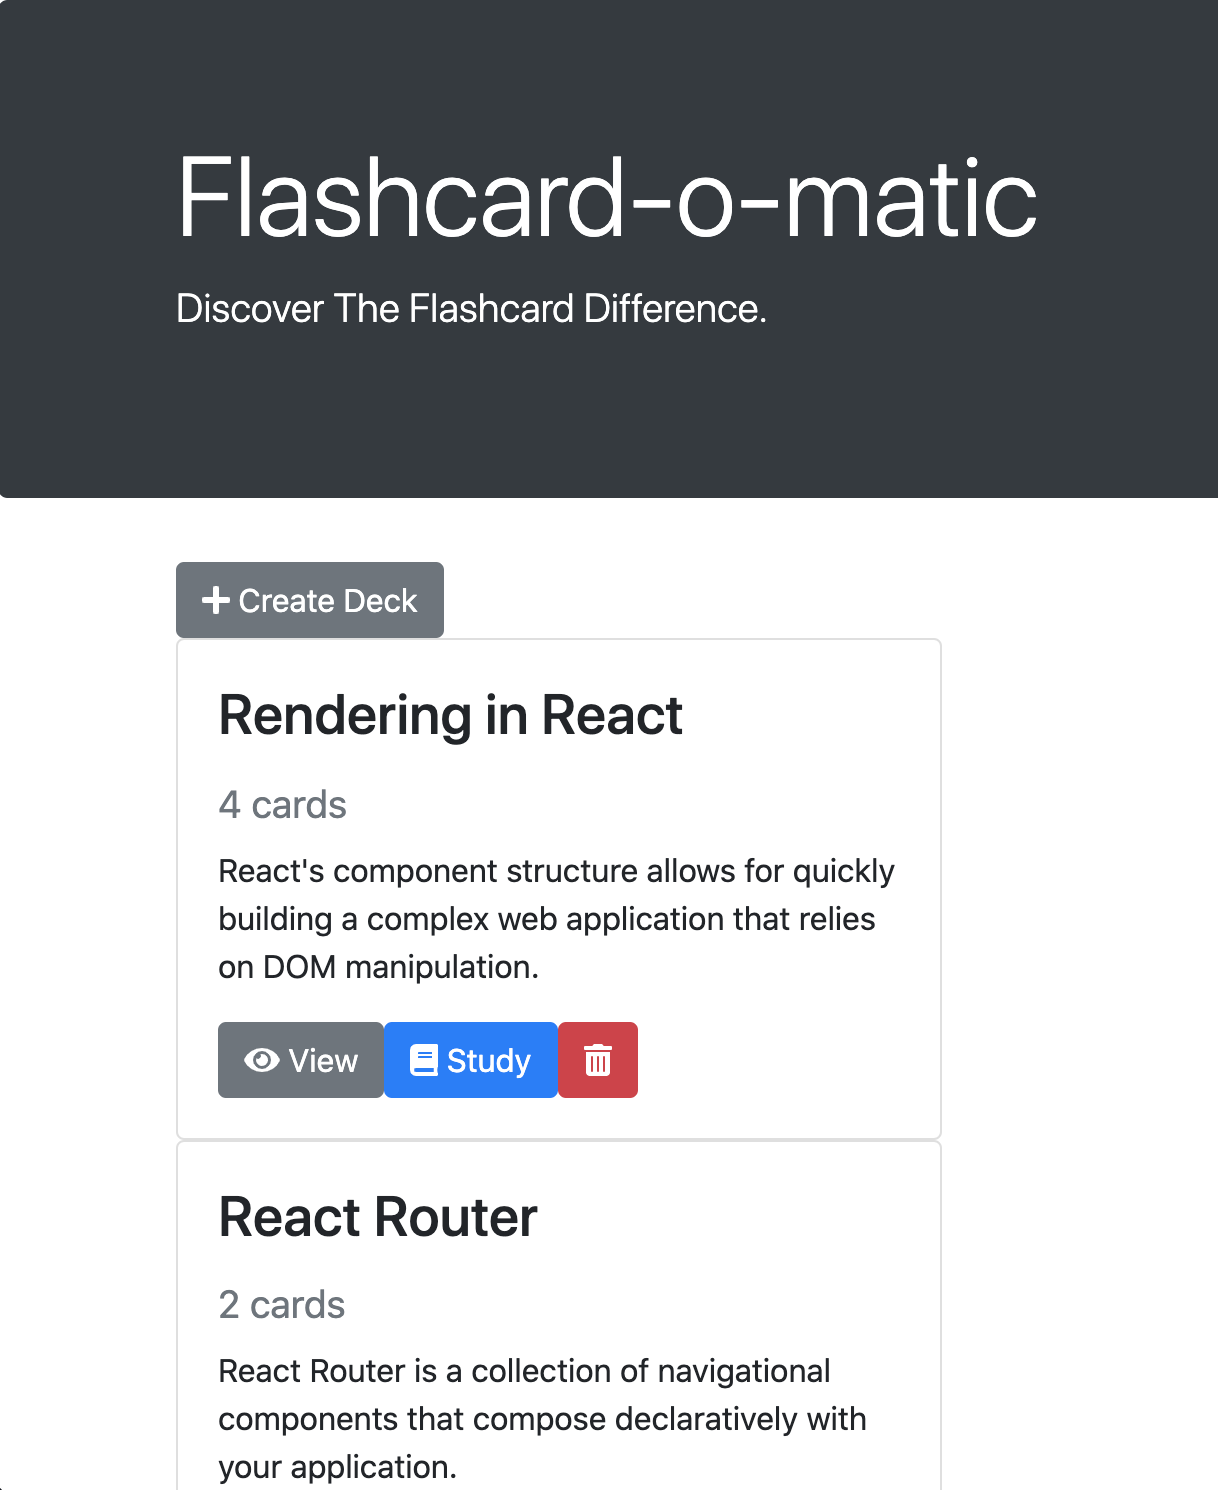 Flashcard-o-matic
Discover The Flashcard Difference.
Create Deck
Rendering in React
4 cards
React's component structure allows for quickly
building a complex web application that relies
on DOM manipulation.
View Study
React Router
2 cards
React Router is a collection of navigational
components that compose declaratively with
your application.